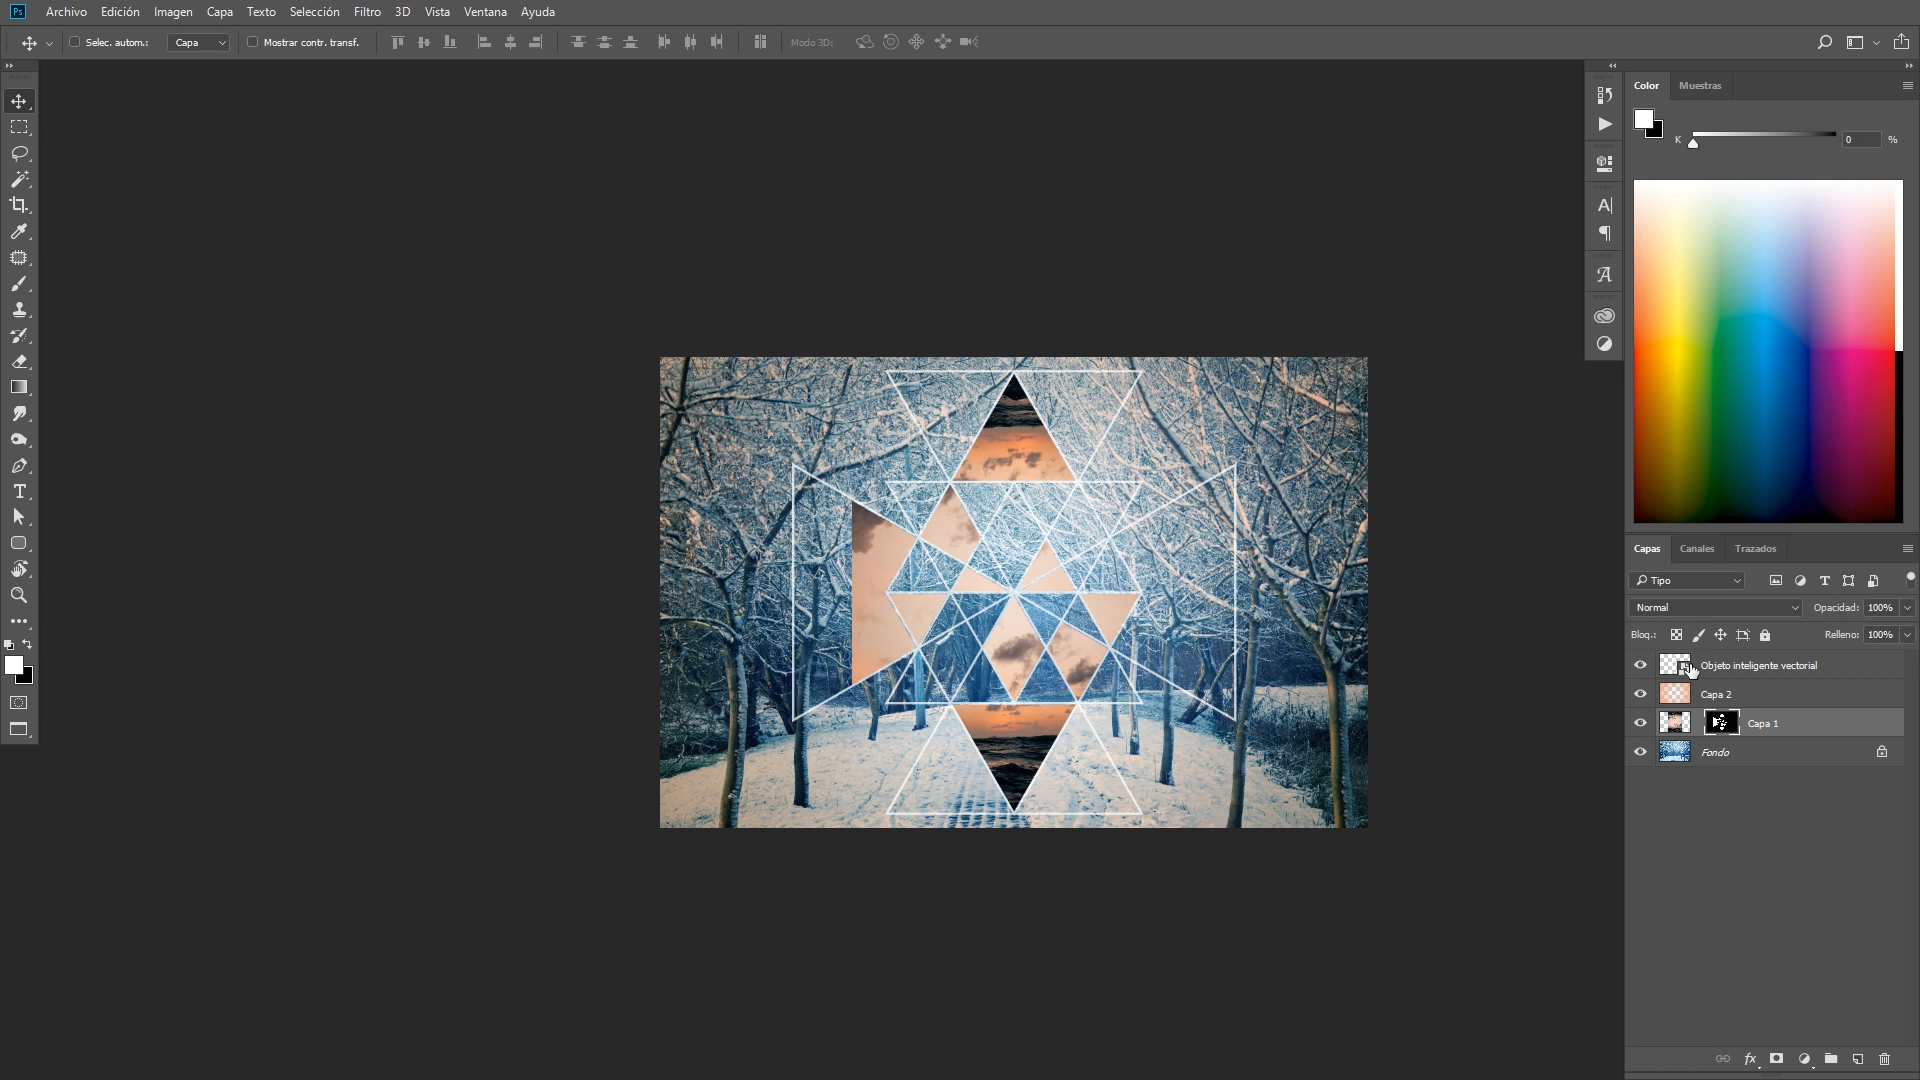 Ps Archivo Edición Imagen Capa Texto Selección Filtro 3D Vista Ventana Ayuda
Selec. autom.: Capa Mostrar contr. transf. Modo 3D:
Color Muestras
K 0 %
Capas Canales Trazados
Tipo
Normal Opacidad: 100%
Bloq.: Relleno: 100%
Objeto inteligente vectorial
Capa 2
Capa 1
Fondo